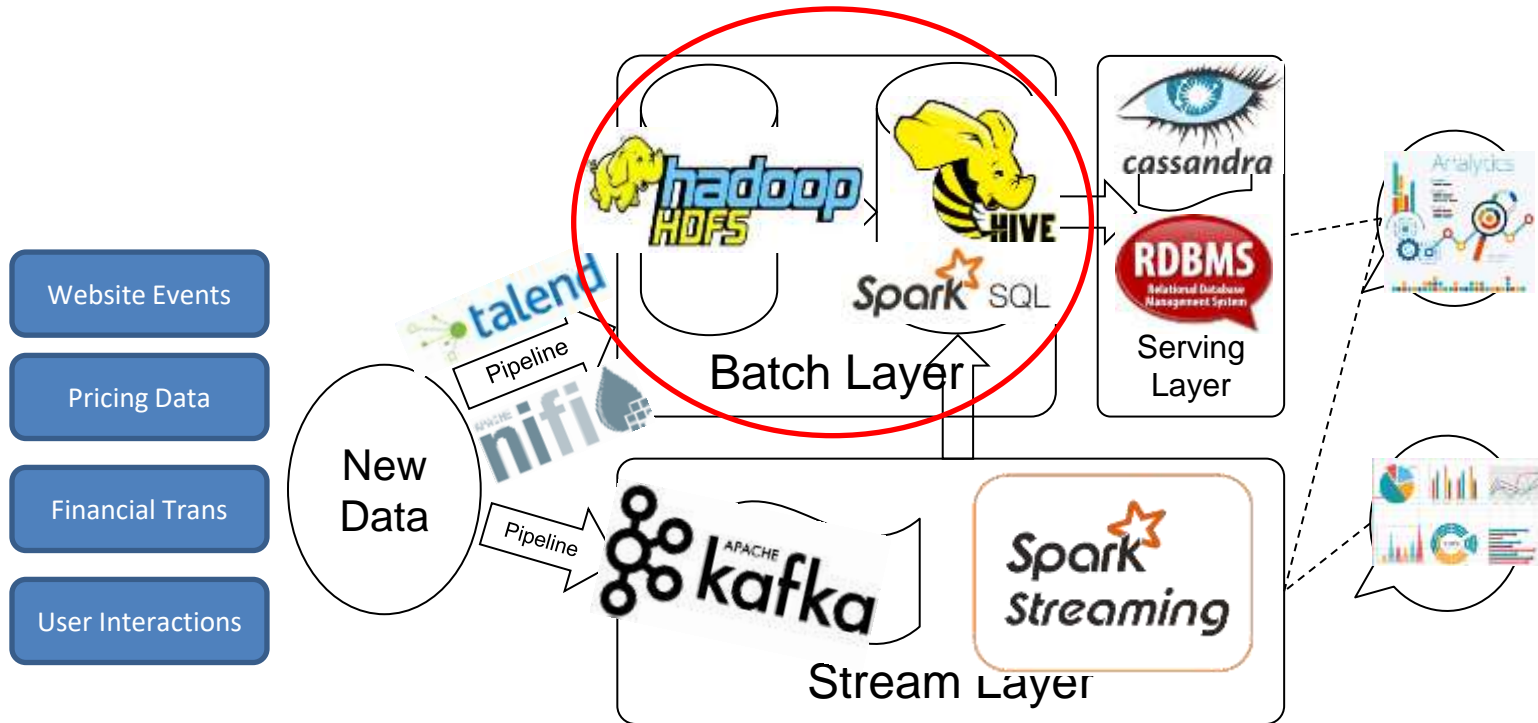 Website Events
Pricing Data
Financial Trans
User Interactions
New
Data
talend
Pipeline
APACHE
nifi
Pipeline
hadoop
HDFS
HIVE
Spark SQL
Batch Layer
cassandra
RDBMS
Relational Database
Management System
Serving
Layer
APACHE
kafka
Spark
Streaming
Stream Layer
Analytics